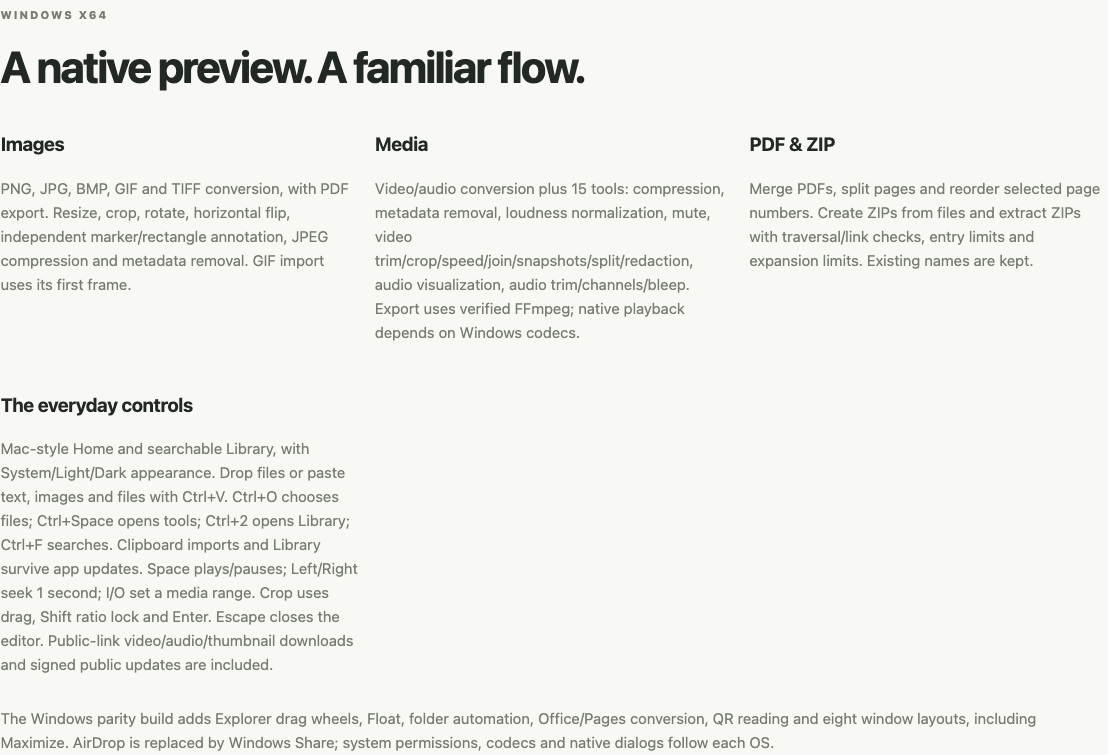 WINDOWS X64
A native preview. A familiar flow.
Images
PNG, JPG, BMP, GIF and TIFF conversion, with PDF
export. Resize, crop, rotate, horizontal flip,
independent marker/rectangle annotation, JPEG
compression and metadata removal. GIF import
uses its first frame.
Media
Video/audio conversion plus 15 tools: compression,
metadata removal, loudness normalization, mute,
video
trim/crop/speed/join/snapshots/split/redaction,
audio visualization, audio trim/channels/bleep.
Export uses verified FFmpeg; native playback
depends on Windows codecs.
PDF & ZIP
Merge PDFs, split pages and reorder selected page
numbers. Create ZIPs from files and extract ZIPs
with traversal/link checks, entry limits and
expansion limits. Existing names are kept.
The everyday controls
Mac-style Home and searchable Library, with
System/Light/Dark appearance. Drop files or paste
text, images and files with Ctrl+V. Ctrl+O chooses
files; Ctrl+Space opens tools; Ctrl+2 opens Library;
Ctrl+F searches. Clipboard imports and Library
survive app updates. Space plays/pauses; Left/Right
seek 1 second; I/O set a media range. Crop uses
drag, Shift ratio lock and Enter. Escape closes the
editor. Public-link video/audio/thumbnail downloads
and signed public updates are included.
The Windows parity build adds Explorer drag wheels, Float, folder automation, Office/Pages conversion, QR reading and eight window layouts, including
Maximize. AirDrop is replaced by Windows Share; system permissions, codecs and native dialogs follow each OS.